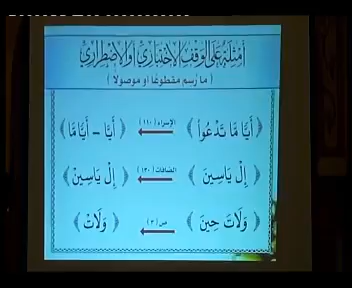 أمثلة على الوقف الاختباري أو الاضطراري
( ما رسم مقطوعا أو موصولا )
﴿ أَيًّا مَّا تَدْعُوا۟ ﴾ الإسراء (١١٠) ﴿ أَيَّا - أَيَّامَّا ﴾
﴿ إِلْ يَاسِينَ ﴾ الصافات (١٣٠) ﴿ إِلْ يَاسِينْ ﴾
﴿ وَلَاتَ حِينَ ﴾ ص (٣) ﴿ وَلَاتْ ﴾